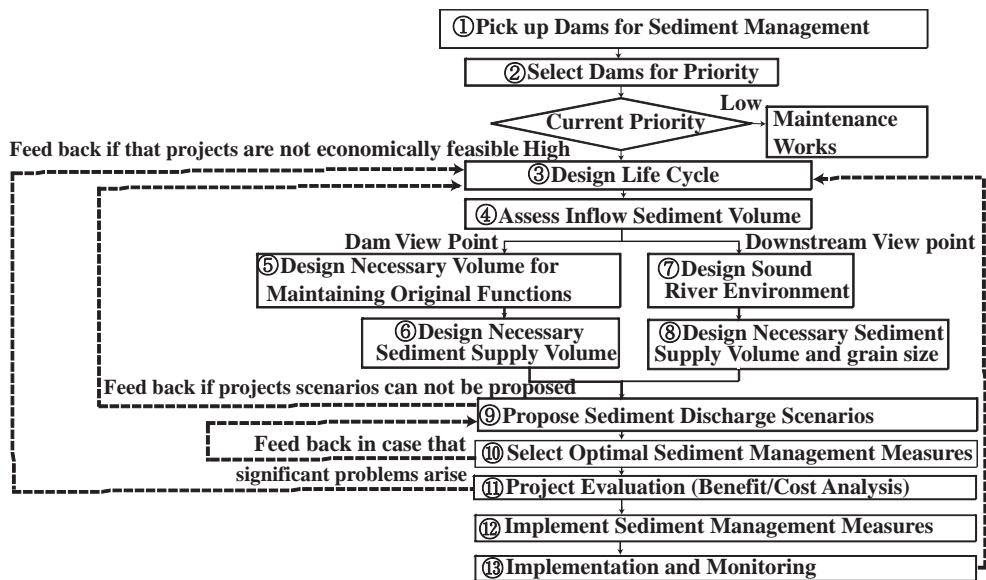 ①Pick up Dams for Sediment Management
②Select Dams for Priority
Low
Current Priority
Maintenance
Works
Feed back if that projects are not economically feasible High
③Design Life Cycle
④Assess Inflow Sediment Volume
Dam View Point
Downstream View point
⑤Design Necessary Volume for
Maintaining Original Functions
⑦Design Sound
River Environment
⑥Design Necessary
Sediment Supply Volume
⑧Design Necessary Sediment
Supply Volume and grain size
Feed back if projects scenarios can not be proposed
⑨Propose Sediment Discharge Scenarios
Feed back in case that
significant problems arise
⑩Select Optimal Sediment Management Measures
⑪Project Evaluation (Benefit/Cost Analysis)
⑫Implement Sediment Management Measures
⑬Implementation and Monitoring